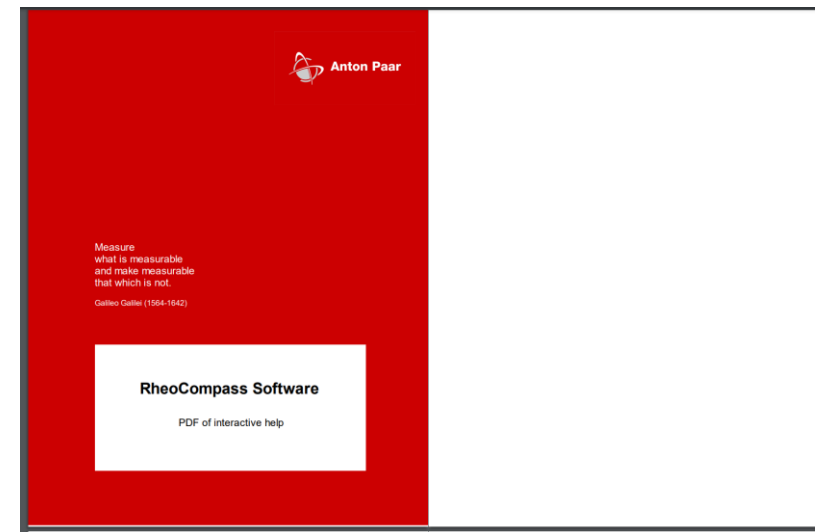 Anton Paar
Measure
what is measurable
and make measurable
that which is not.
Galileo Galilei (1564-1642)
RheoCompass Software
PDF of interactive help